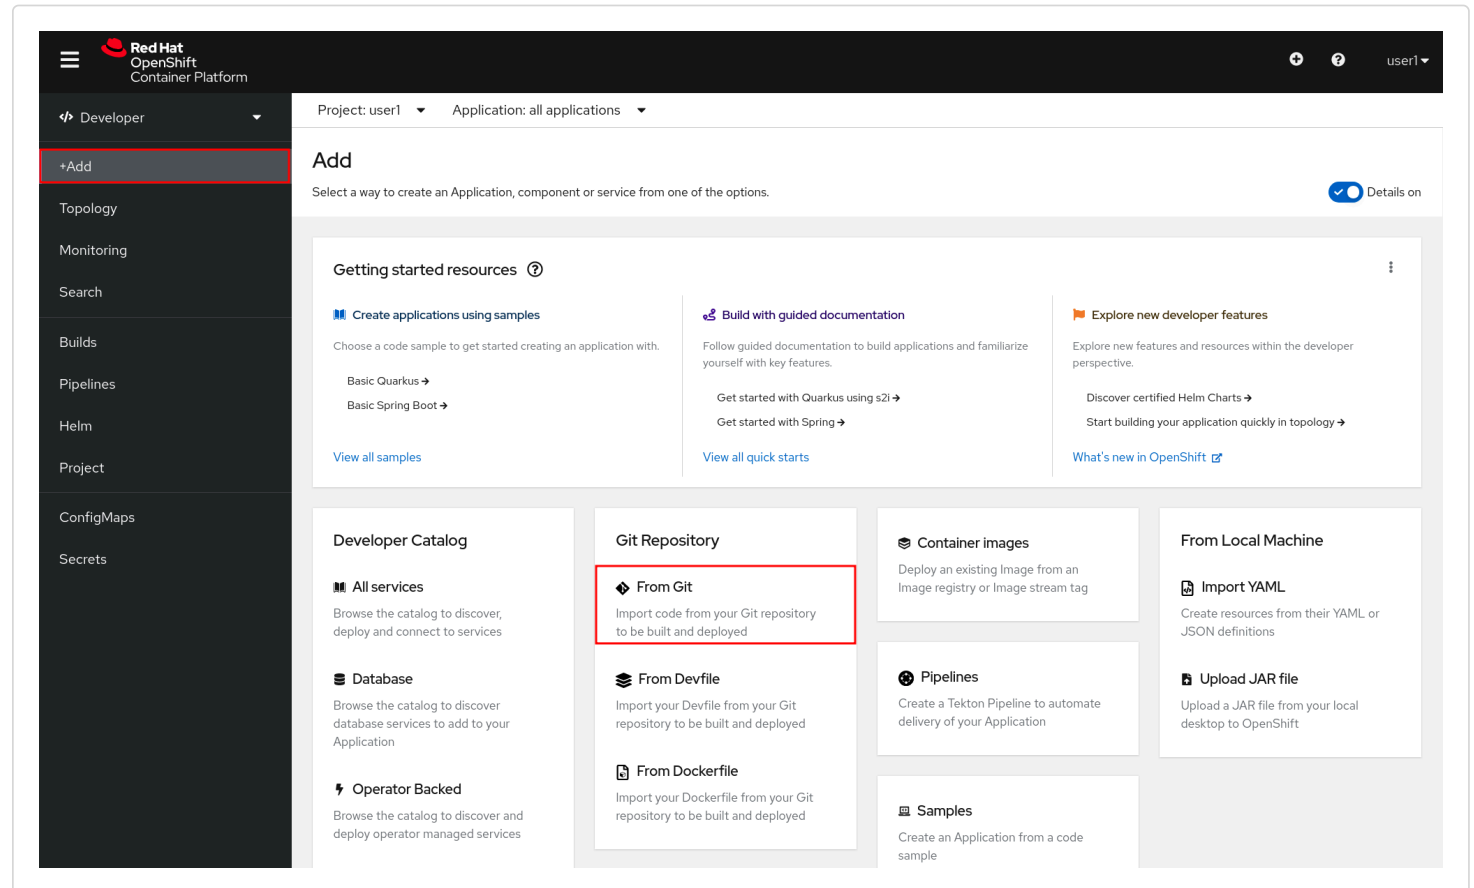 Red Hat
OpenShift
Container Platform
user1
Developer
Project: user1
Application: all applications
+Add
Topology
Monitoring
Search
Builds
Pipelines
Helm
Project
ConfigMaps
Secrets
Add
Select a way to create an Application, component or service from one of the options.
Details on
Getting started resources
Create applications using samples
Choose a code sample to get started creating an application with.
Basic Quarkus →
Basic Spring Boot →
View all samples
Build with guided documentation
Follow guided documentation to build applications and familiarize
yourself with key features.
Get started with Quarkus using s2i →
Get started with Spring →
View all quick starts
Explore new developer features
Explore new features and resources within the developer
perspective.
Discover certified Helm Charts →
Start building your application quickly in topology →
What's new in OpenShift
Developer Catalog
All services
Browse the catalog to discover,
deploy and connect to services
Database
Browse the catalog to discover
database services to add to your
Application
Operator Backed
Browse the catalog to discover and
deploy operator managed services
Git Repository
From Git
Import code from your Git repository
to be built and deployed
From Devfile
Import your Devfile from your Git
repository to be built and deployed
From Dockerfile
Import your Dockerfile from your Git
repository to be built and deployed
Container images
Deploy an existing Image from an
Image registry or Image stream tag
Pipelines
Create a Tekton Pipeline to automate
delivery of your Application
Samples
Create an Application from a code
sample
From Local Machine
Import YAML
Create resources from their YAML or
JSON definitions
Upload JAR file
Upload a JAR file from your local
desktop to OpenShift